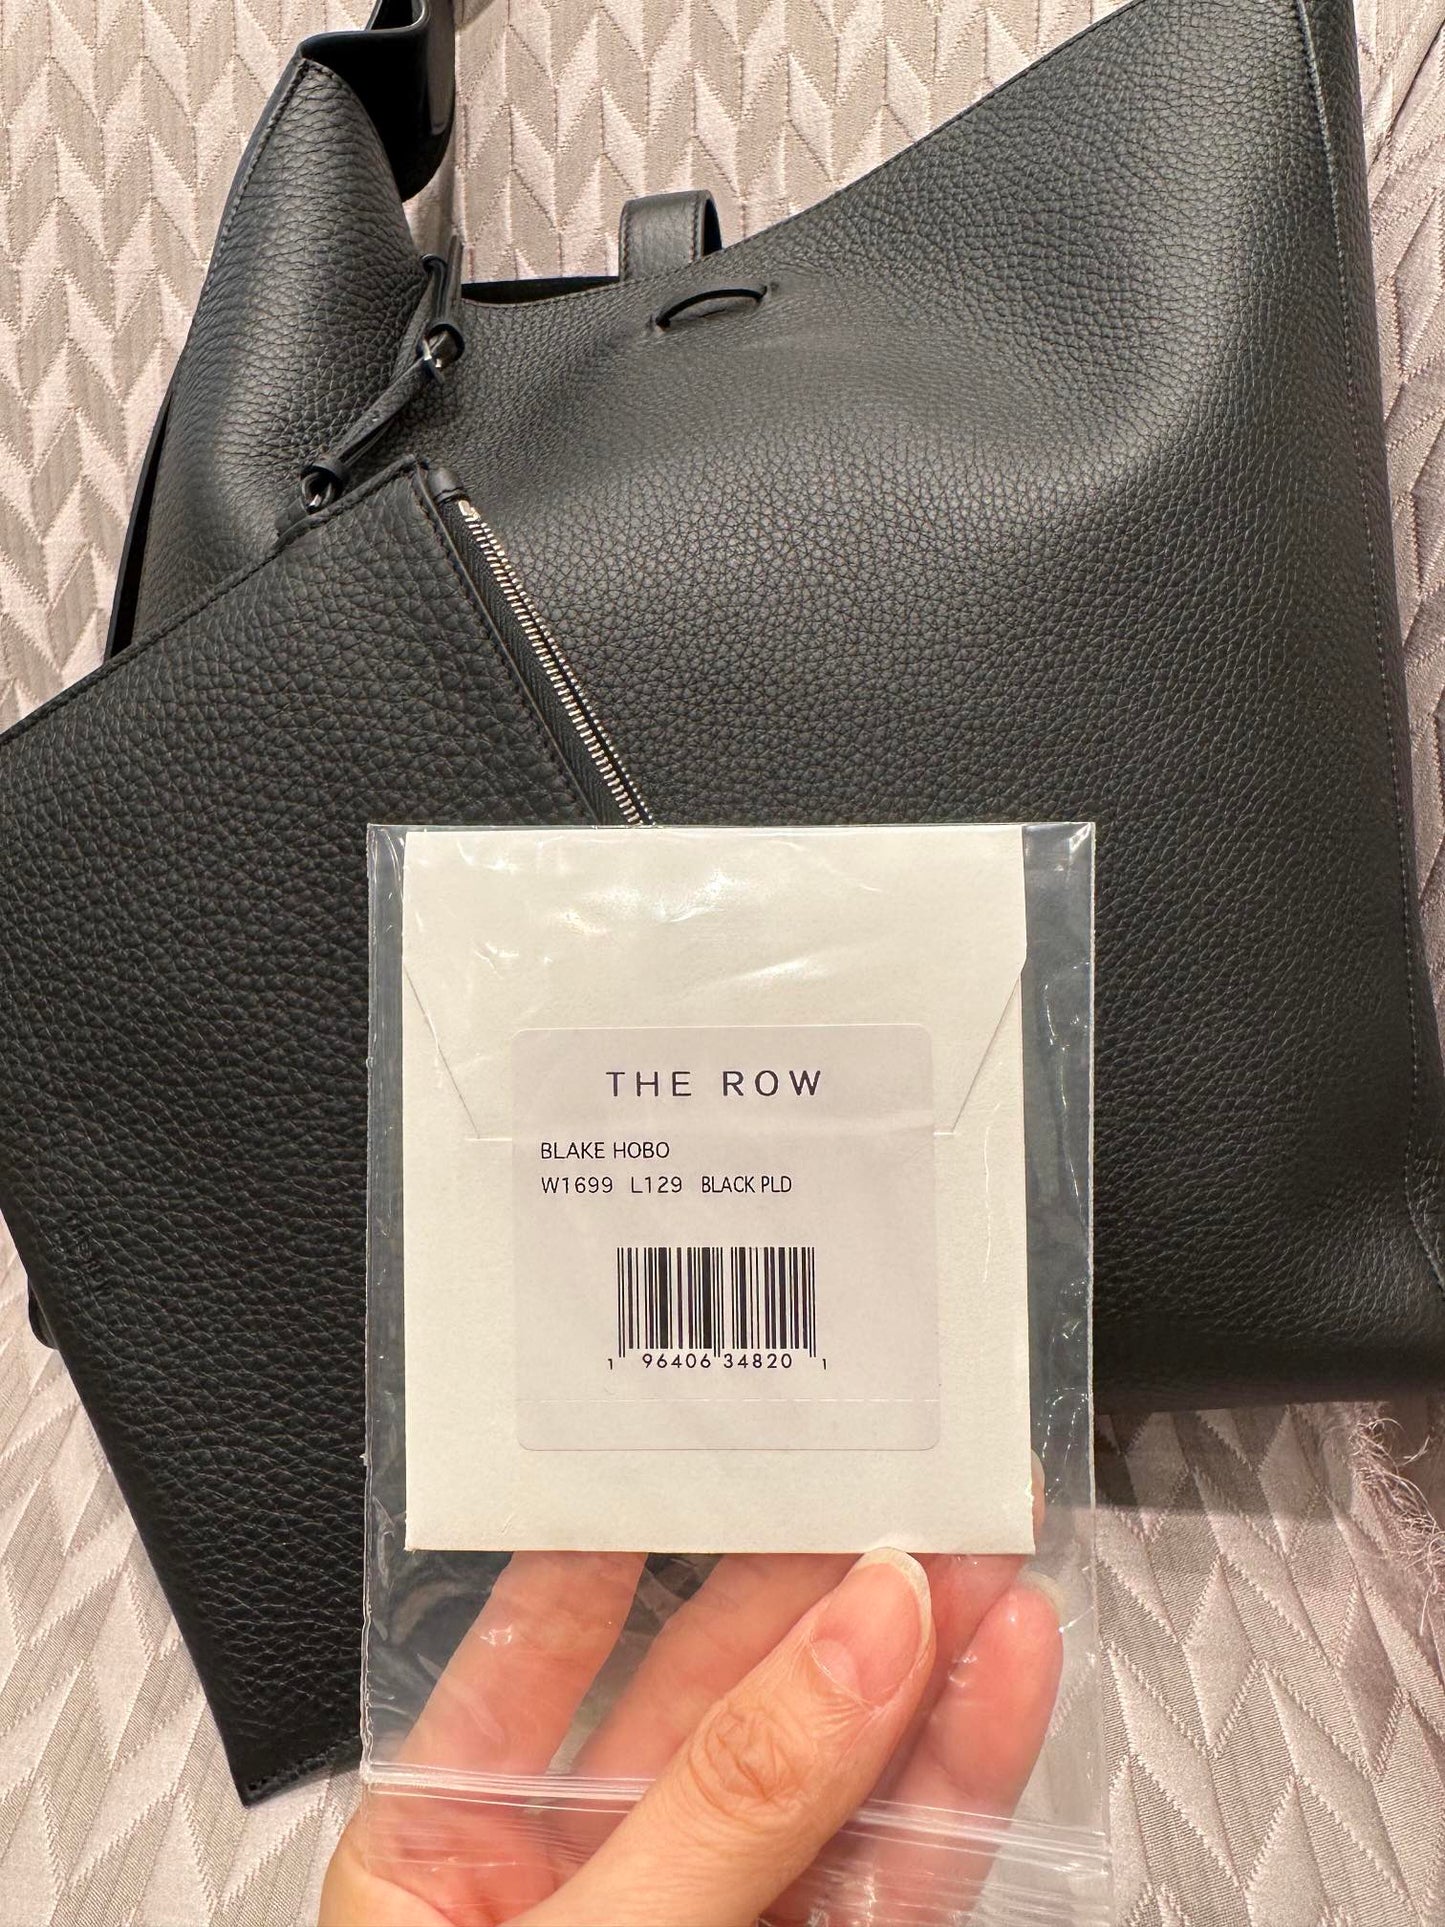 THE ROW
BLAKE HOBO
W1699 L129 BLACK PLD
1 96406 34820 1